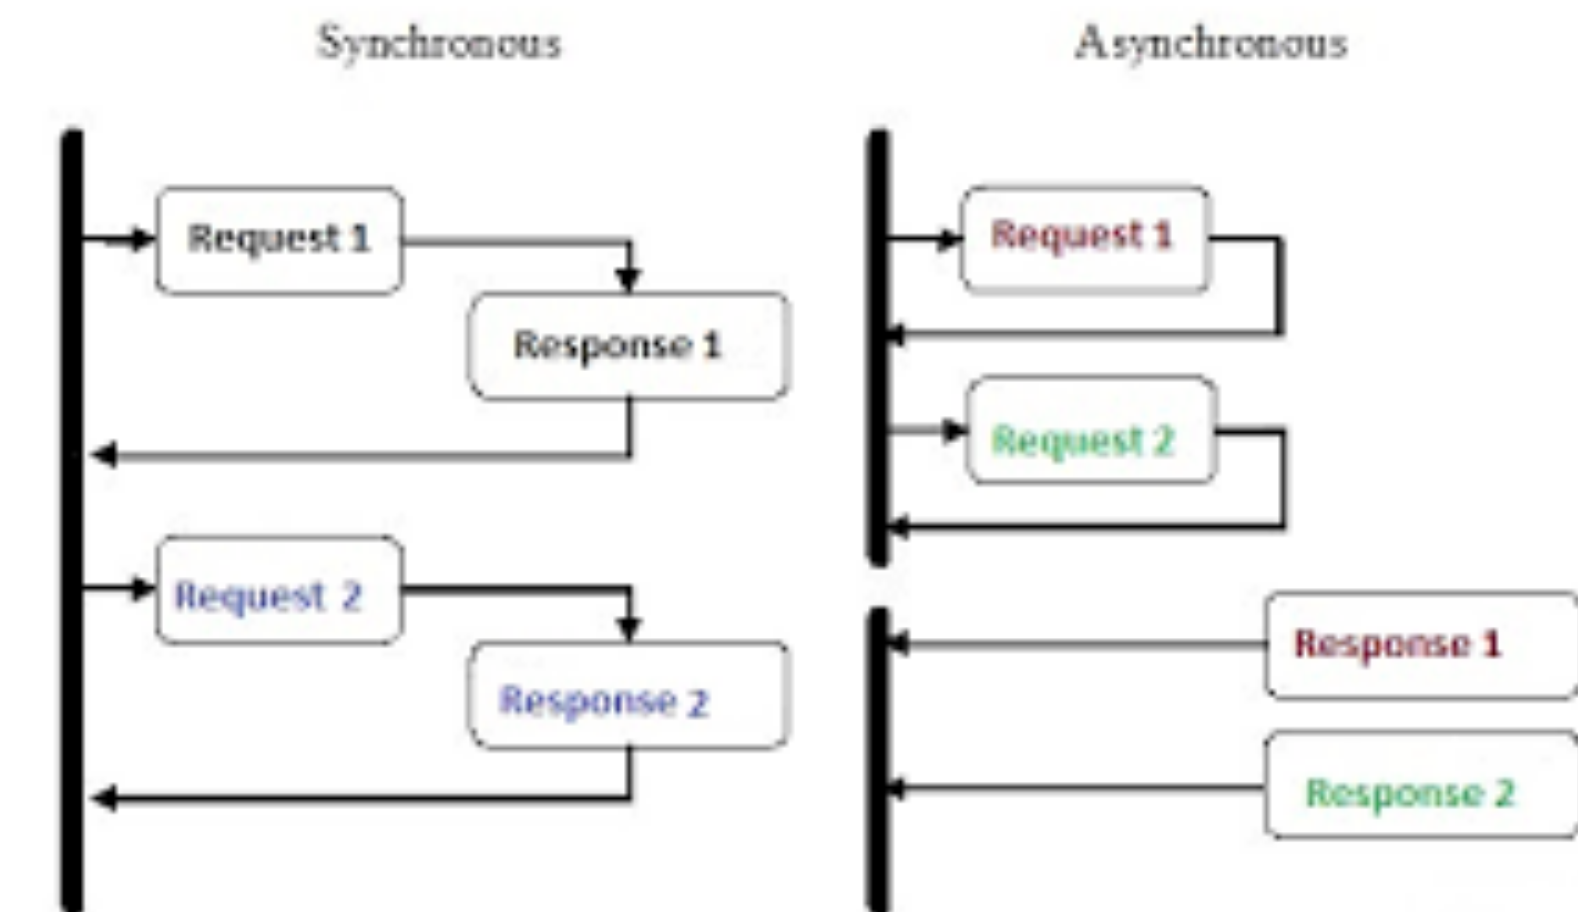 Synchronous
Asynchronous
Request 1
Response 1
Request 2
Response 2
Request 1
Request 2
Response 1
Response 2